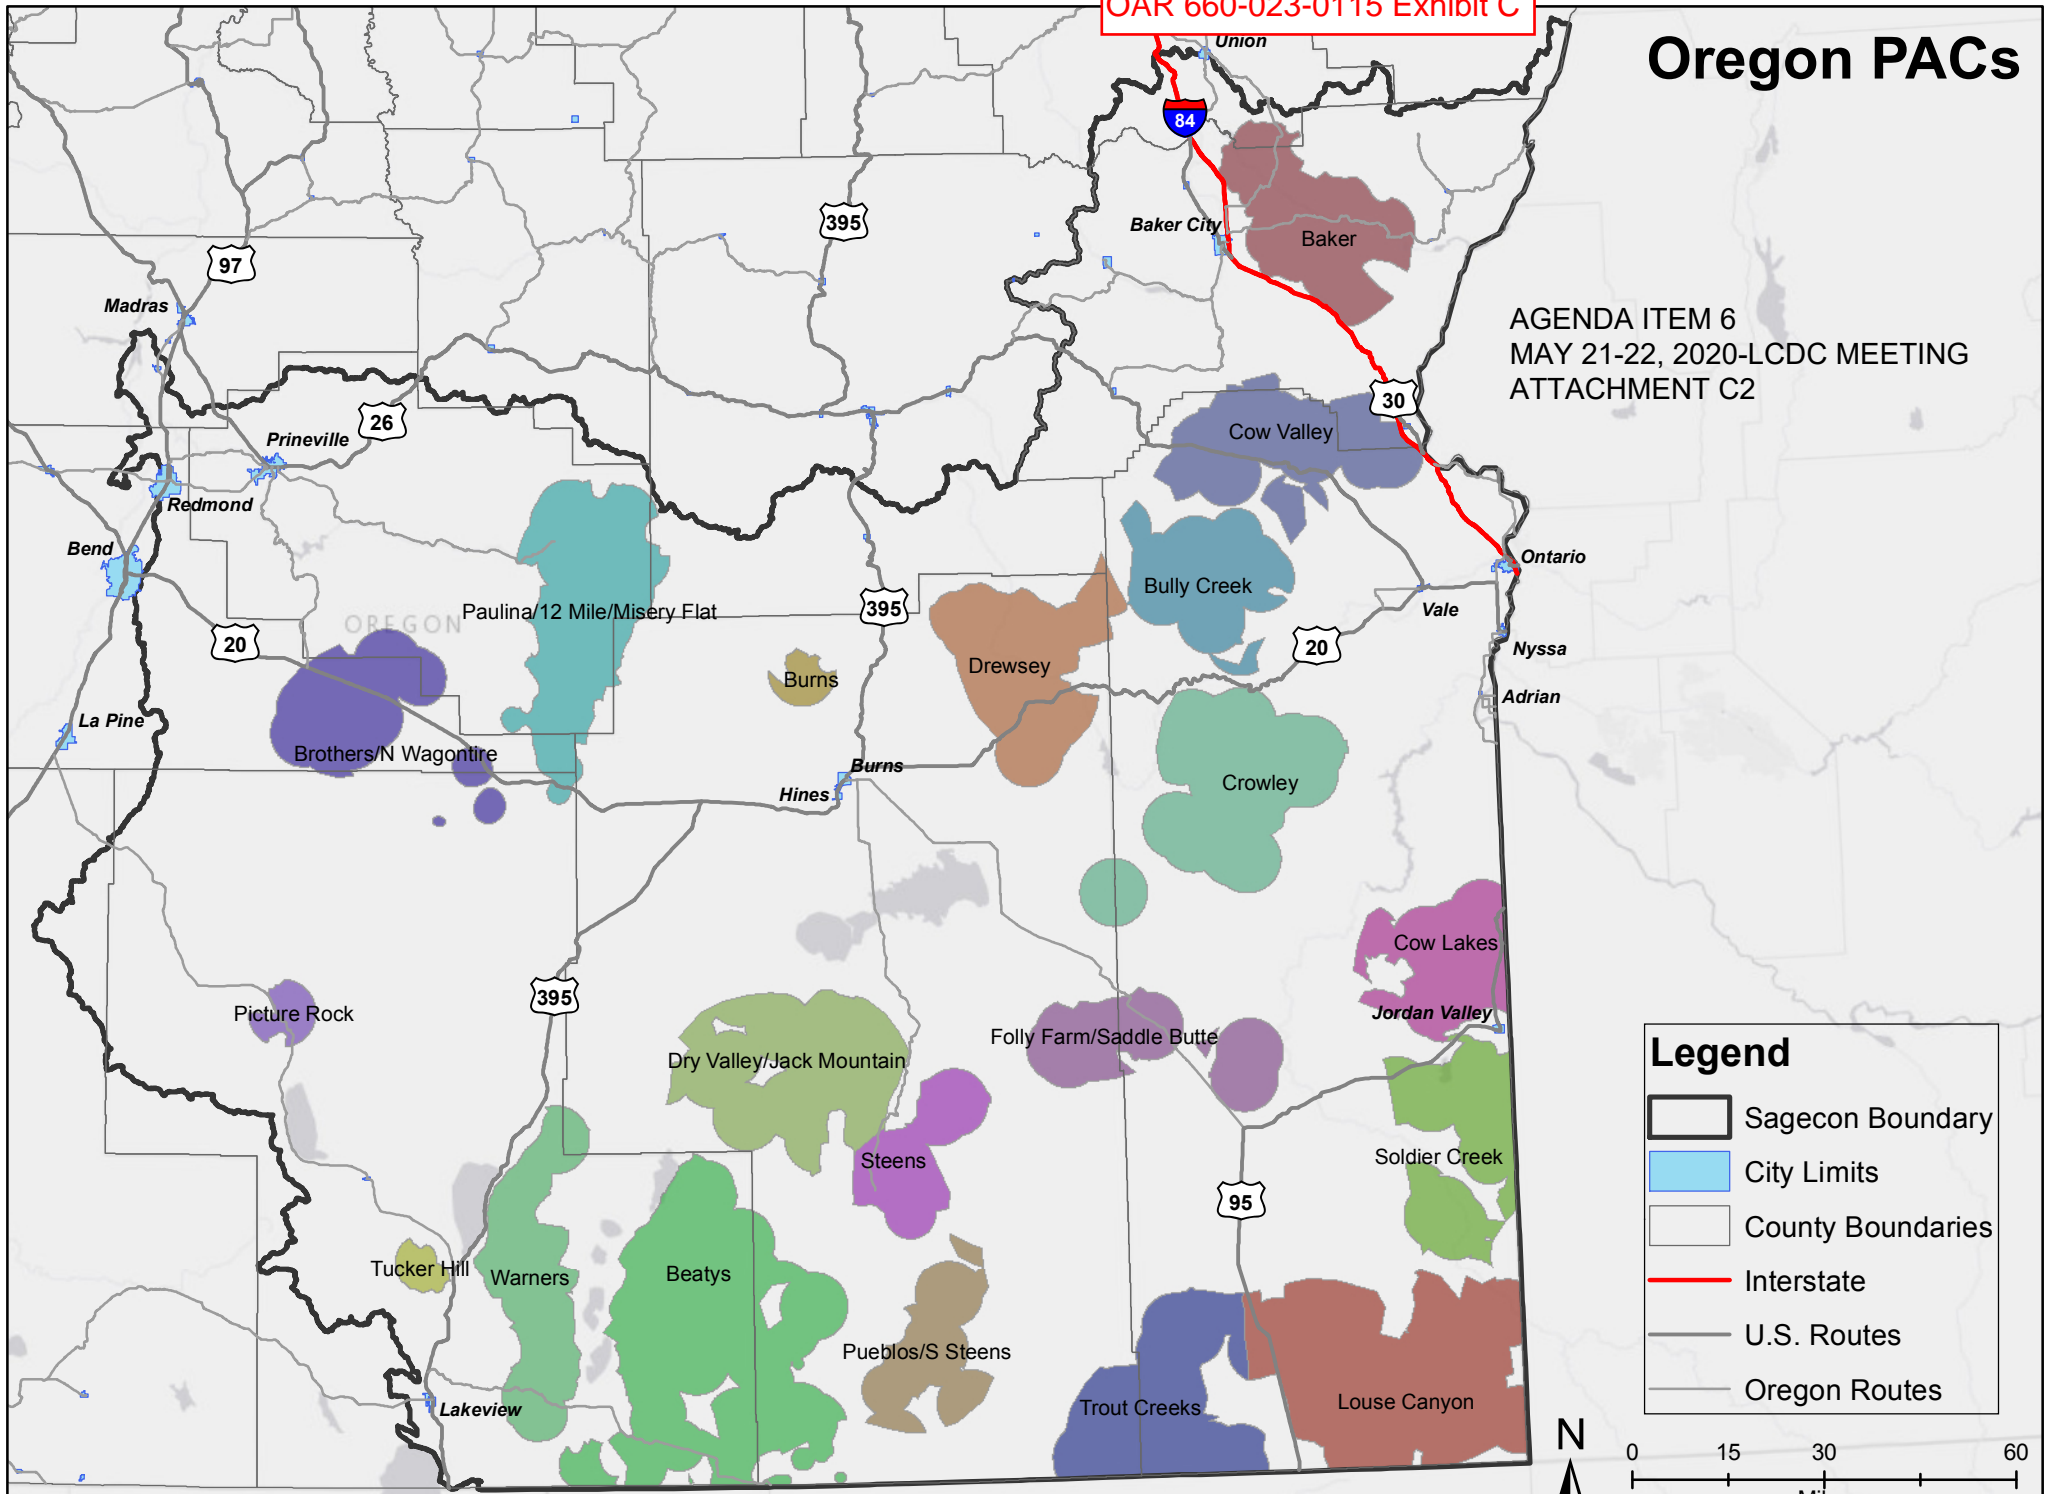 OAR 660-023-0115 Exhibit C
Oregon PACs
Union
84
395
Baker City
Baker
97
Madras
AGENDA ITEM 6
MAY 21-22, 2020-LCDC MEETING
ATTACHMENT C2
30
26
Cow Valley
Prineville
Redmond
Bend
Ontario
Bully Creek
Paulina/12 Mile/Misery Flat
395
Vale
OREGON
20
20
Nyssa
Drewsey
Burns
Adrian
La Pine
Brothers/N Wagontire
Burns
Hines
Crowley
Cow Lakes
395
Picture Rock
Jordan Valley
Folly Farm/Saddle Butte
Dry Valley/Jack Mountain
Steens
Soldier Creek
95
Tucker Hill
Warners
Beatys
Pueblos/S Steens
Lakeview
Trout Creeks
Louse Canyon
Legend
Sagecon Boundary
City Limits
County Boundaries
Interstate
U.S. Routes
Oregon Routes
N
0 15 30 60